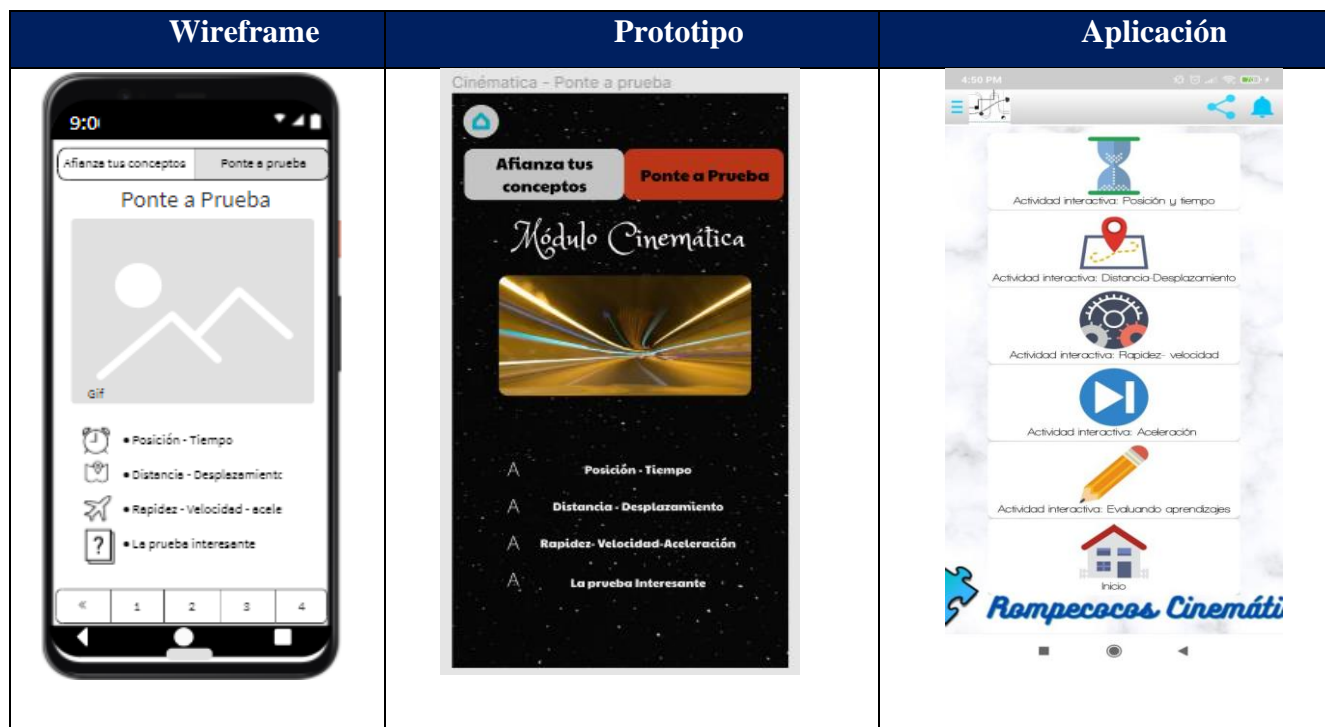 Wireframe
Prototipo
Aplicación
9:0
Afianza tus conceptos
Ponte a prueba
Ponte a Prueba
Gif
• Posición - Tiempo
• Distancia - Desplazamiento
• Rapidez - Velocidad - acele
• La prueba interesante
«
1
2
3
4
Cinématica - Ponte a prueba
Afianza tus
conceptos
Ponte a Prueba
Módulo Cinemática
A Posición - Tiempo
A Distancia - Desplazamiento
A Rapidez- Velocidad-Aceleración
A La prueba Interesante
4:50 PM
Actividad interactiva: Posición y tiempo
Actividad interactiva: Distancia-Desplazamiento
Actividad interactiva: Rapidez- velocidad
Actividad interactiva: Aceleración
Actividad interactiva: Evaluando aprendizajes
Inicio
Rompecocos Cinemáti